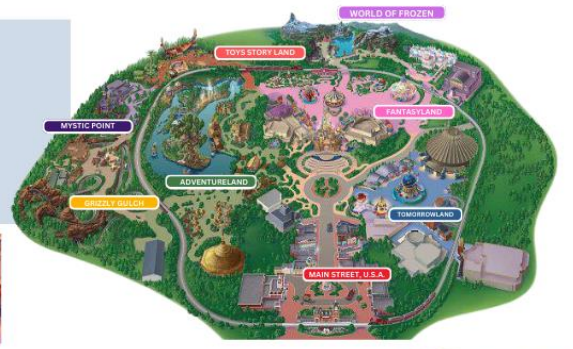 WORLD OF FROZEN
TOYS STORY LAND
FANTASYLAND
MYSTIC POINT
ADVENTURELAND
GRIZZLY GULCH
TOMORROWLAND
MAIN STREET, U.S.A.